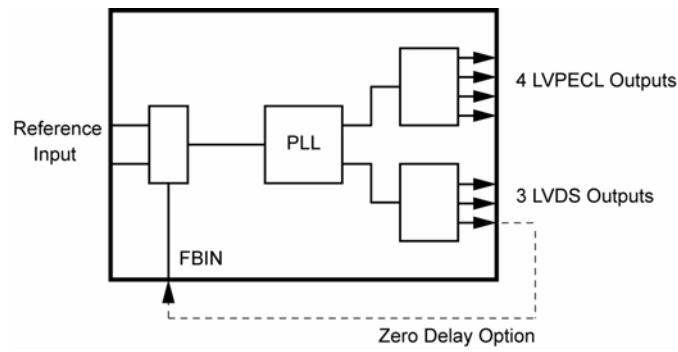 4 LVPECL Outputs
Reference
Input
PLL
3 LVDS Outputs
FBIN
Zero Delay Option